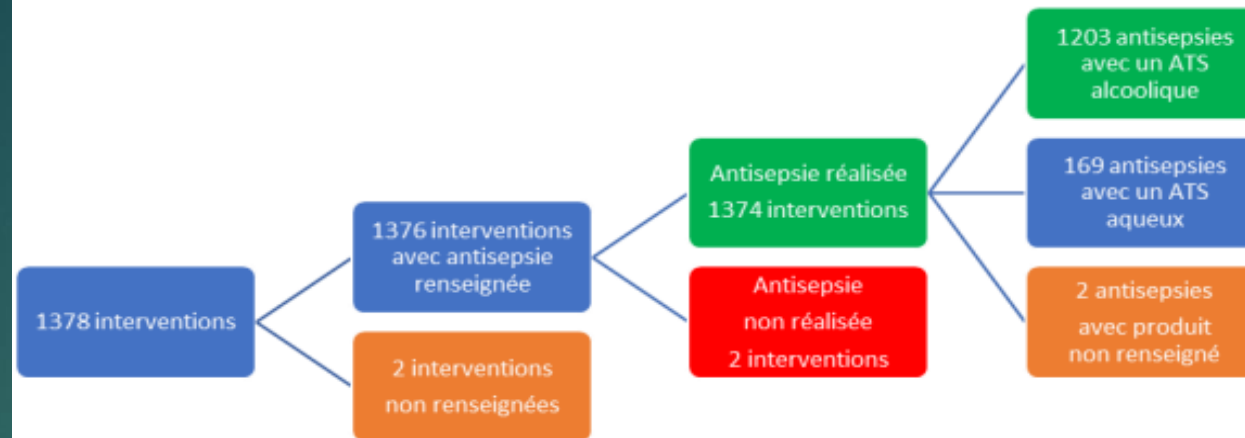 1378 interventions
1376 interventions
avec antisepsie
renseignée
2 interventions
non renseignées
Antisepsie réalisée
1374 interventions
Antisepsie
non réalisée
2 interventions
1203 antisepsies
avec un ATS
alcoolique
169 antisepsies
avec un ATS
aqueux
2 antisepsies
avec produit
non renseigné